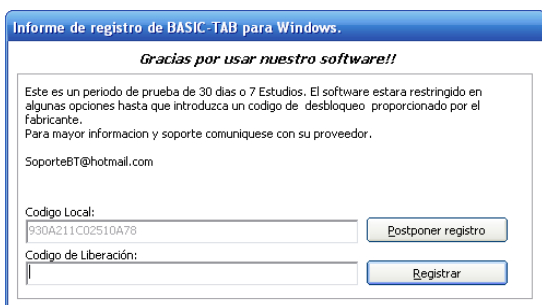 Informe de registro de BASIC-TAB para Windows.
Gracias por usar nuestro software!!
Este es un periodo de prueba de 30 dias o 7 Estudios. El software estara restringido en
algunas opciones hasta que introduzca un codigo de desbloqueo proporcionado por el
fabricante.
Para mayor informacion y soporte comuniquese con su proveedor.
SoporteBT@hotmail.com
Codigo Local:
930A211C02510A78
Postponer registro
Codigo de Liberación:
Registrar